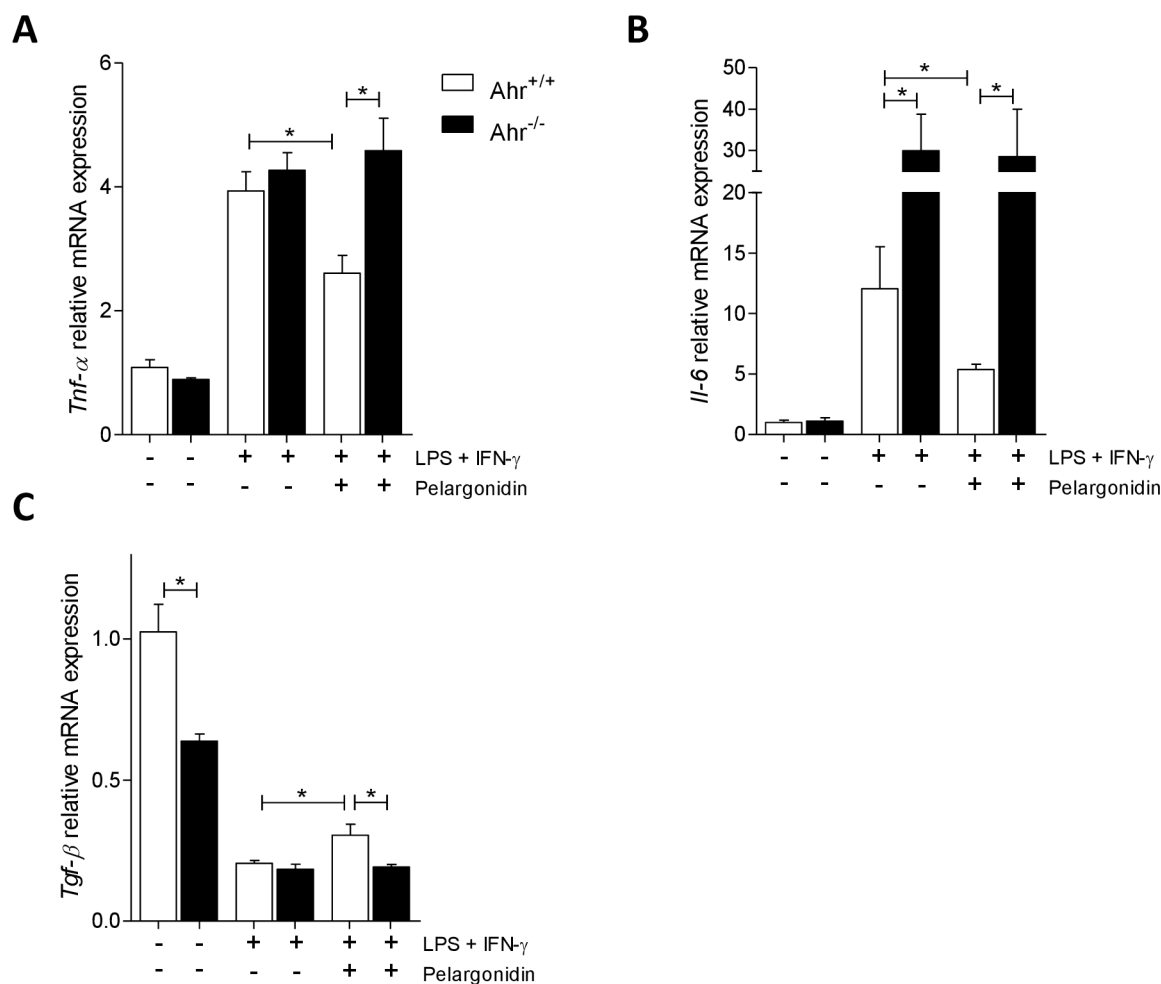 A
Tnf-α relative mRNA expression
6
4
2
0
*
*
Ahr+/+
Ahr-/-
- - + + + + LPS + IFN-γ
- - - - + + Pelargonidin
B
Il-6 relative mRNA expression
50
40
30
20
15
10
5
0
*
*
*
- - + + + + LPS + IFN-γ
- - - - + + Pelargonidin
C
Tgf-β relative mRNA expression
1.0
0.5
0.0
*
*
*
- - + + + + LPS + IFN-γ
- - - - + + Pelargonidin